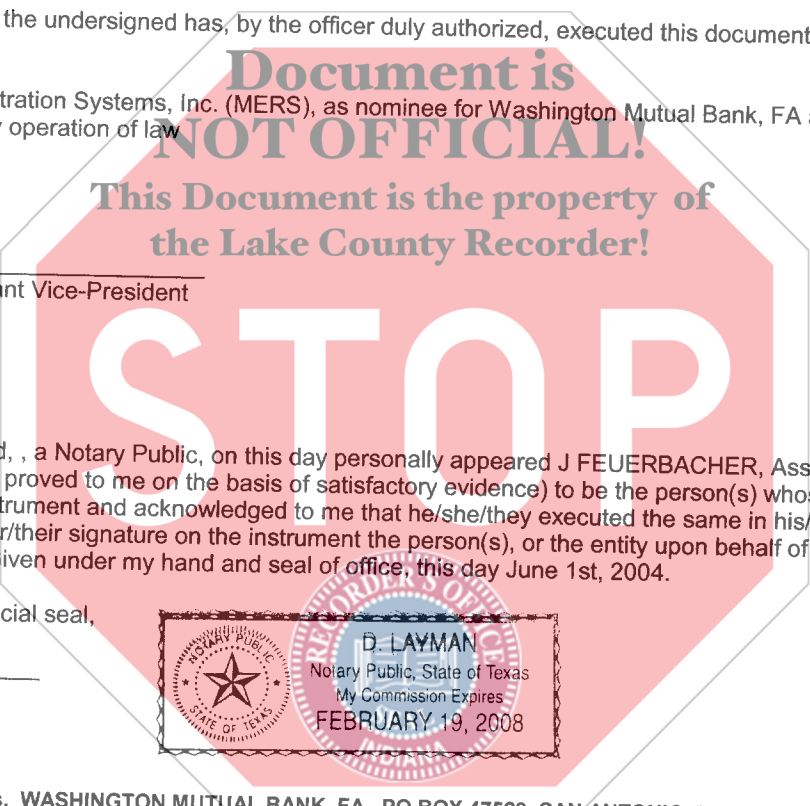 the undersigned has, by the officer duly authorized, executed this document
Document is
tration Systems, Inc. (MERS), as nominee for Washington Mutual Bank, FA
operation of law
NOT OFFICIAL!
This Document is the property of
the Lake County Recorder!
nt Vice-President
STOP
, , a Notary Public, on this day personally appeared J FEUERBACHER, Ass
proved to me on the basis of satisfactory evidence) to be the person(s) whos
trument and acknowledged to me that he/she/they executed the same in his/
r/their signature on the instrument the person(s), or the entity upon behalf of
iven under my hand and seal of office, this day June 1st, 2004.
cial seal,
RECORDER'S OFFICE
INDIANA
NOTARY PUBLIC
STATE OF TEXAS
D. LAYMAN
Notary Public, State of Texas
My Commission Expires
FEBRUARY 19, 2008
WASHINGTON MUTUAL BANK, FA, PO BOX